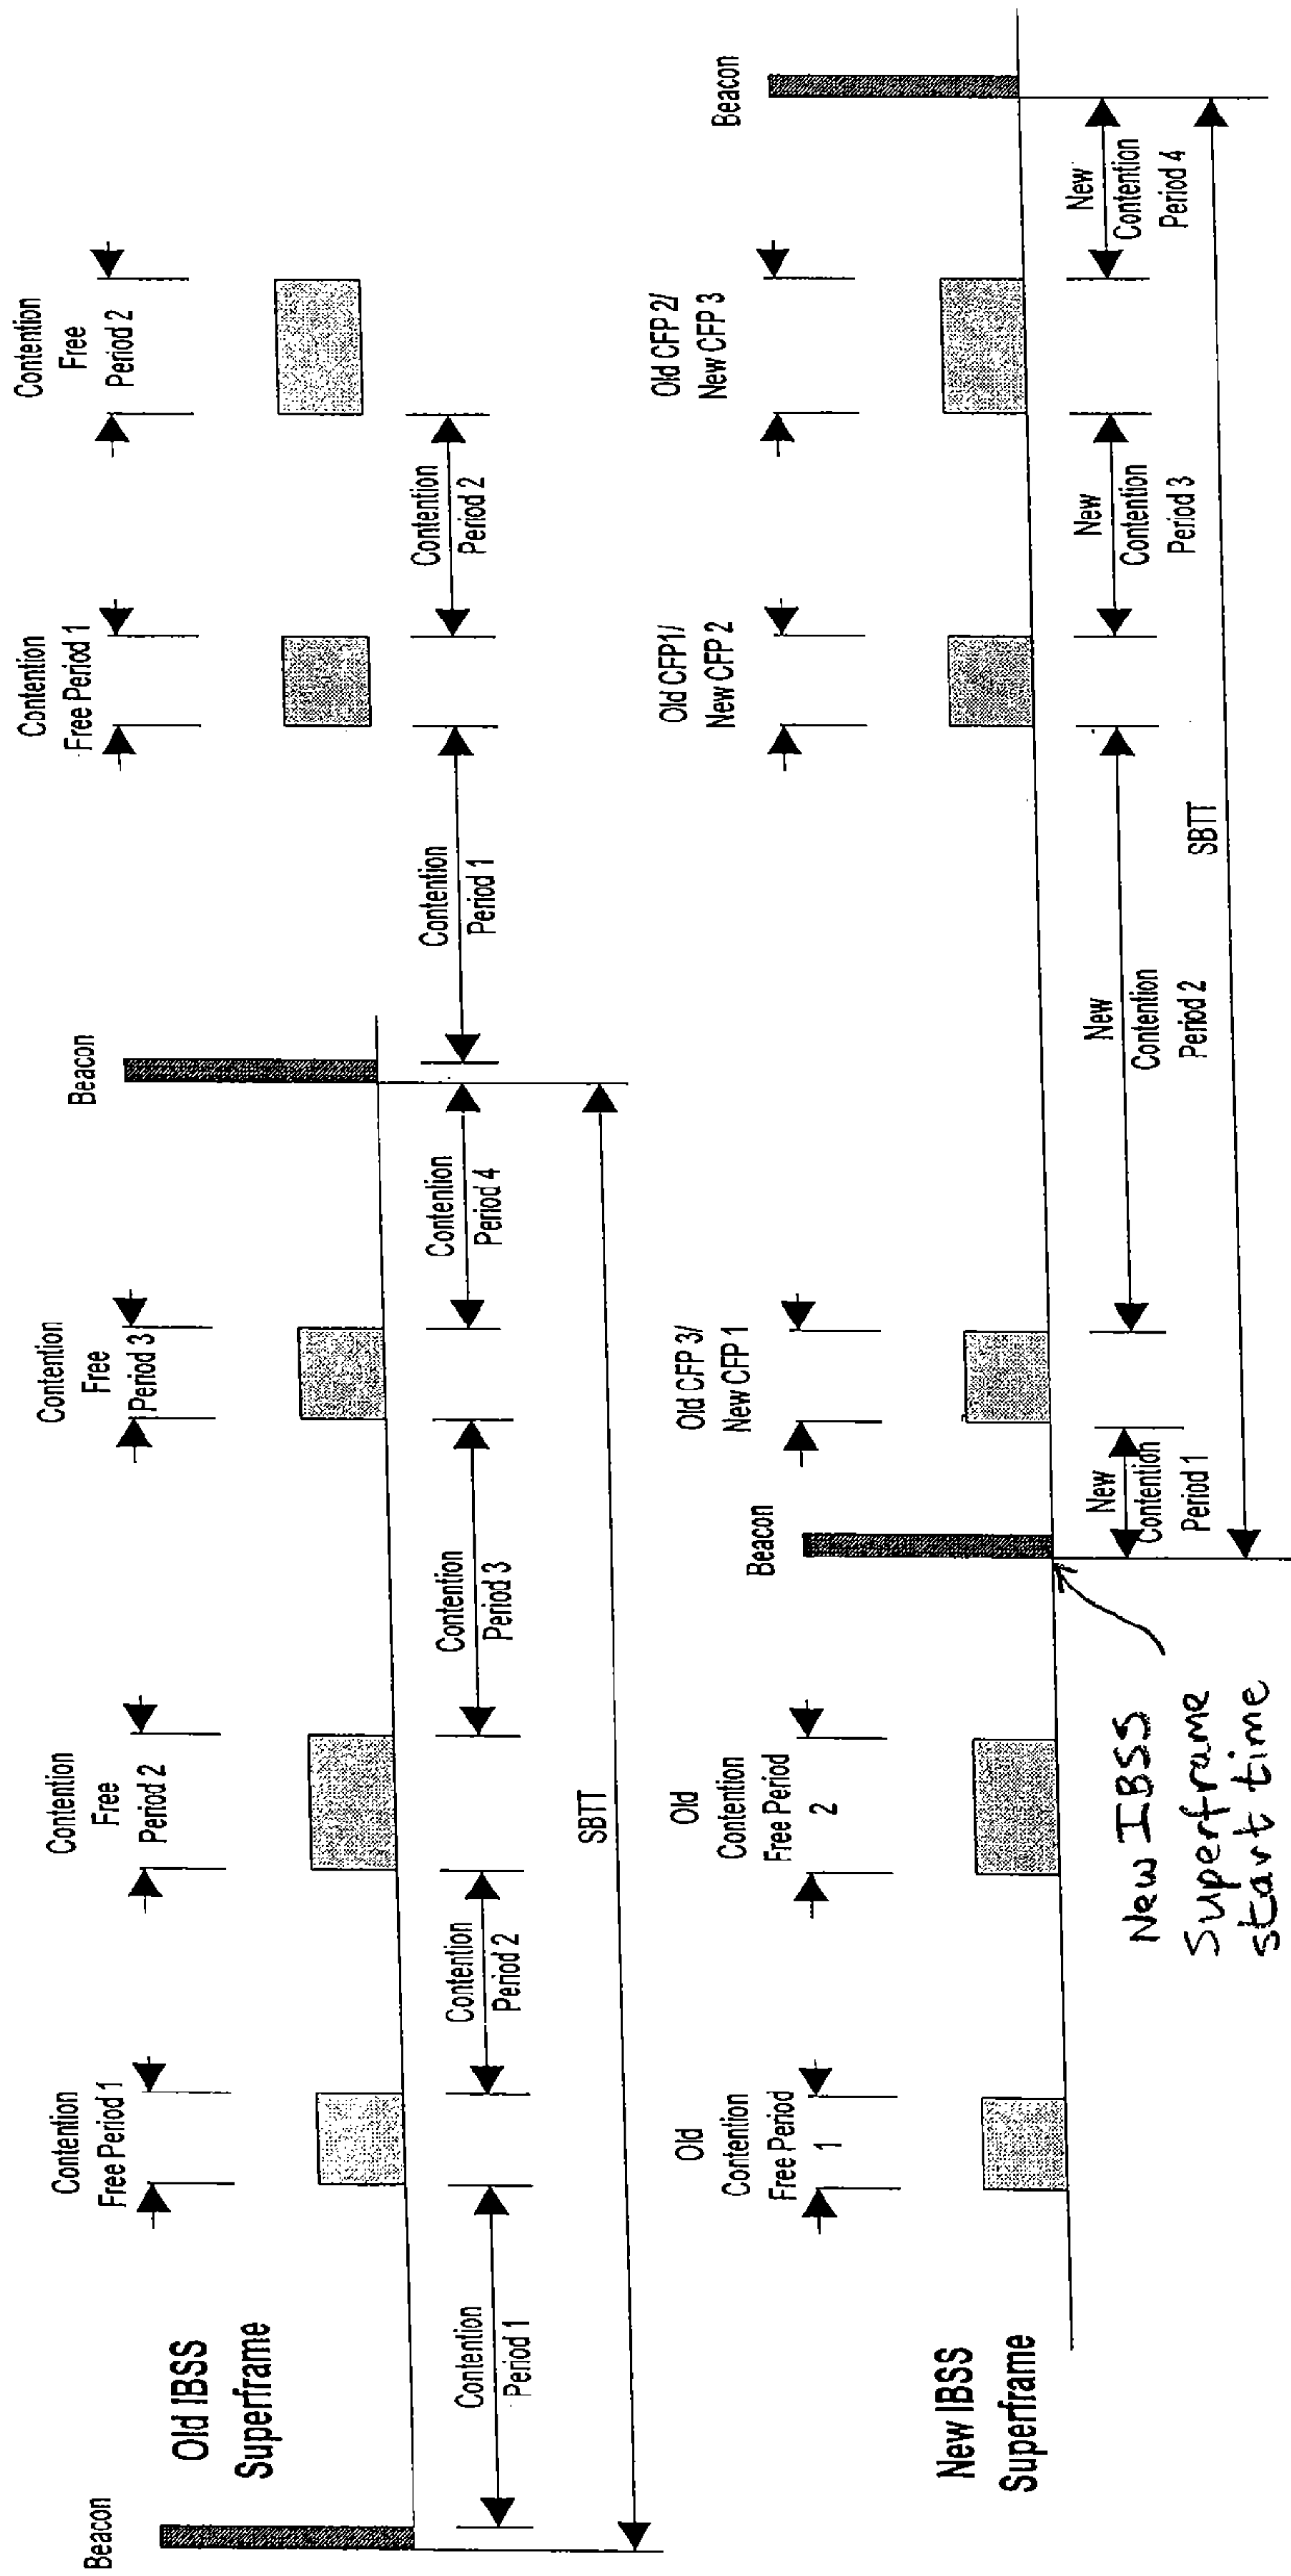 Old IBSS
Superframe
Beacon
Contention
Free Period 1
Contention
Free
Period 2
Contention
Free
Period 3
Beacon
Contention
Free Period 1
Contention
Free
Period 2
Contention
Period 1
Contention
Period 2
Contention
Period 3
Contention
Period 4
Contention
Period 1
Contention
Period 2
SBTT
New IBSS
Superframe
Old
Contention
Free Period
1
Old
Contention
Free Period
2
Beacon
Old CFP 3/
New CFP 1
Old CFP1/
New CFP 2
Old CFP 2/
New CFP 3
Beacon
New
Contention
Period 1
New
Contention
Period 2
New
Contention
Period 3
New
Contention
Period 4
SBTT
New IBSS
Superframe
start time